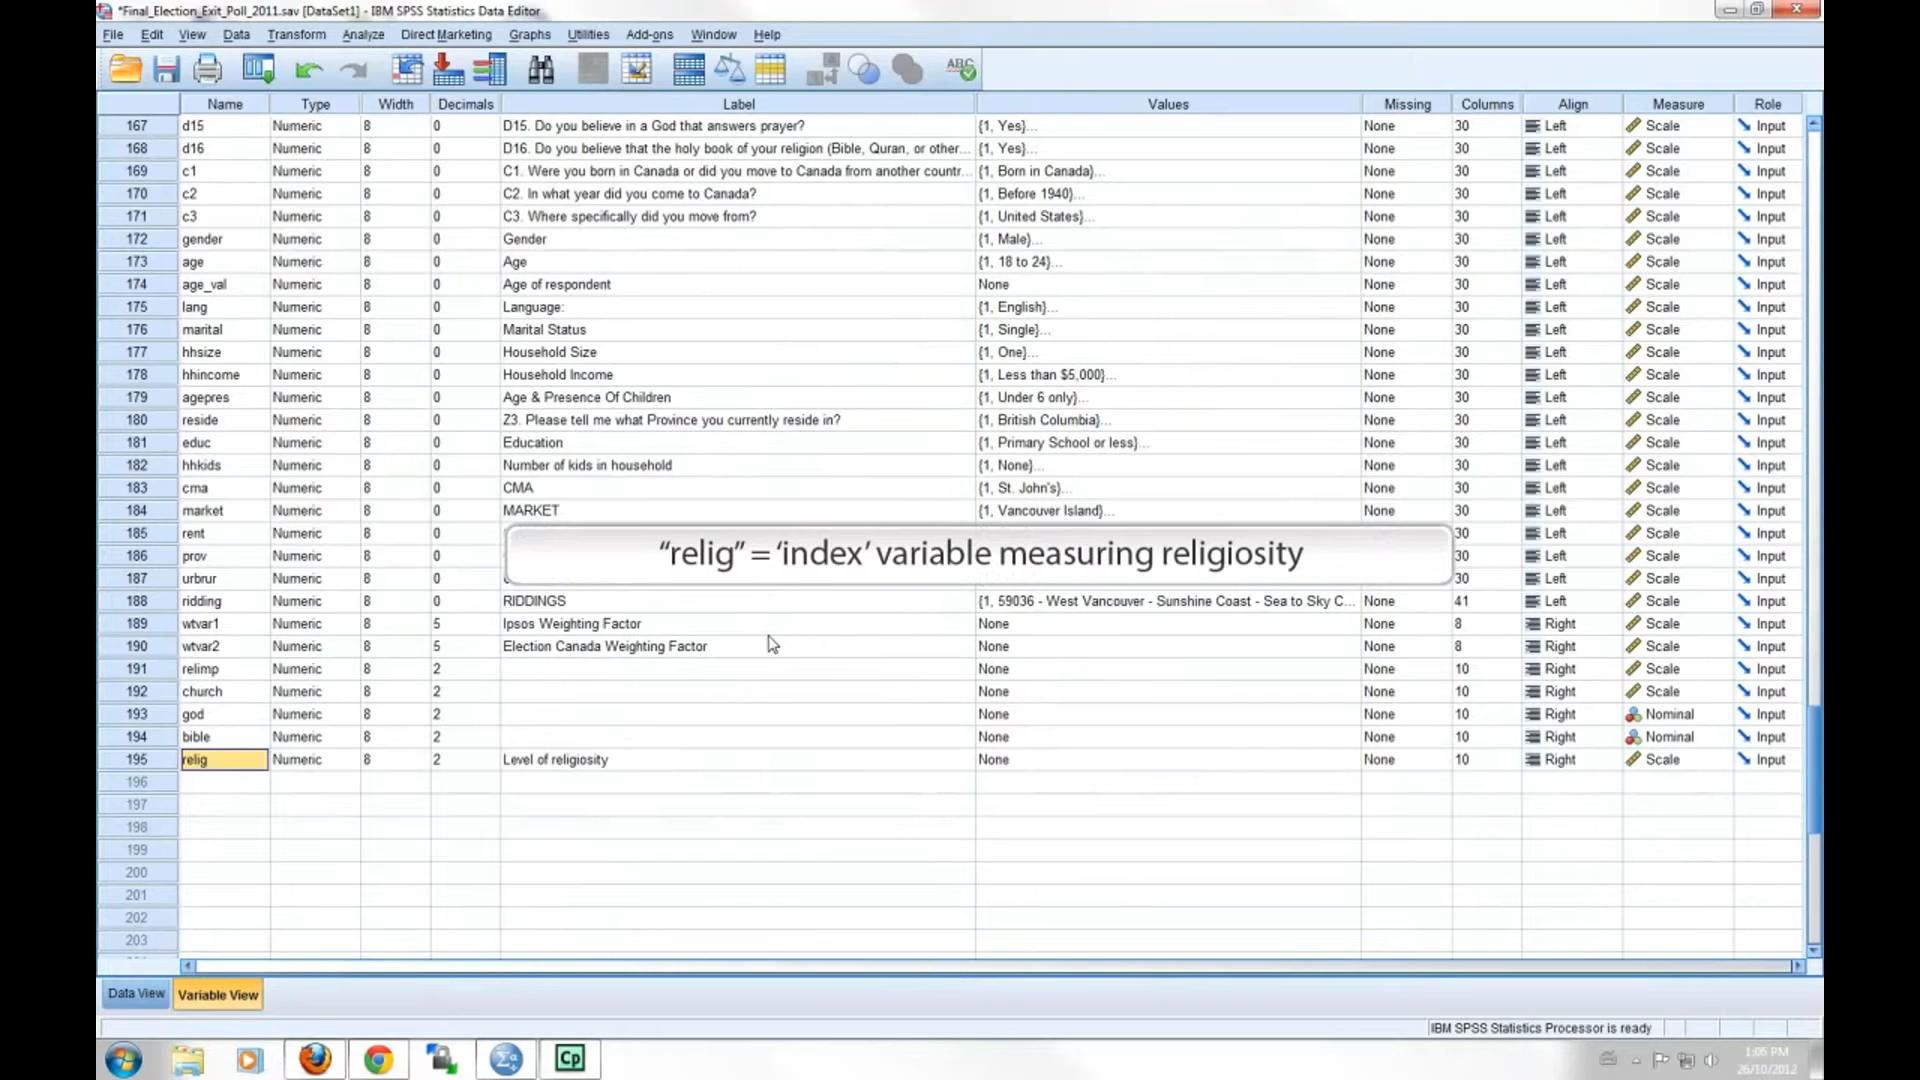 *Final_Election_Exit_Poll_2011.sav [DataSet1] - IBM SPSS Statistics Data Editor
File Edit View Data Transform Analyze Direct Marketing Graphs Utilities Add-ons Window Help
ABC
Name Type Width Decimals Label Values Missing Columns Align Measure Role
167 d15 Numeric 8 0 D15. Do you believe in a God that answers prayer? {1, Yes}... None 30 Left Scale Input
168 d16 Numeric 8 0 D16. Do you believe that the holy book of your religion (Bible, Quran, or other... {1, Yes}... None 30 Left Scale Input
169 c1 Numeric 8 0 C1. Were you born in Canada or did you move to Canada from another countr... {1, Born in Canada}... None 30 Left Scale Input
170 c2 Numeric 8 0 C2. In what year did you come to Canada? {1, Before 1940}... None 30 Left Scale Input
171 c3 Numeric 8 0 C3. Where specifically did you move from? {1, United States}... None 30 Left Scale Input
172 gender Numeric 8 0 Gender {1, Male}... None 30 Left Scale Input
173 age Numeric 8 0 Age {1, 18 to 24}... None 30 Left Scale Input
174 age_val Numeric 8 0 Age of respondent None None 30 Left Scale Input
175 lang Numeric 8 0 Language: {1, English}... None 30 Left Scale Input
176 marital Numeric 8 0 Marital Status {1, Single}... None 30 Left Scale Input
177 hhsize Numeric 8 0 Household Size {1, One}... None 30 Left Scale Input
178 hhincome Numeric 8 0 Household Income {1, Less than $5,000}... None 30 Left Scale Input
179 agepres Numeric 8 0 Age & Presence Of Children {1, Under 6 only}... None 30 Left Scale Input
180 reside Numeric 8 0 Z3. Please tell me what Province you currently reside in? {1, British Columbia}... None 30 Left Scale Input
181 educ Numeric 8 0 Education {1, Primary School or less}... None 30 Left Scale Input
182 hhkids Numeric 8 0 Number of kids in household {1, None}... None 30 Left Scale Input
183 cma Numeric 8 0 CMA {1, St. John's}... None 30 Left Scale Input
184 market Numeric 8 0 MARKET {1, Vancouver Island}... None 30 Left Scale Input
185 rent Numeric 8 0 30 Left Scale Input
186 prov Numeric 8 0 30 Left Scale Input
“relig” = ‘index’ variable measuring religiosity
187 urbrur Numeric 8 0 30 Left Scale Input
188 ridding Numeric 8 0 RIDDINGS {1, 59036 - West Vancouver - Sunshine Coast - Sea to Sky C... None 41 Left Scale Input
189 wtvar1 Numeric 8 5 Ipsos Weighting Factor None None 8 Right Scale Input
190 wtvar2 Numeric 8 5 Election Canada Weighting Factor None None 8 Right Scale Input
191 relimp Numeric 8 2 None None 10 Right Scale Input
192 church Numeric 8 2 None None 10 Right Scale Input
193 god Numeric 8 2 None None 10 Right Nominal Input
194 bible Numeric 8 2 None None 10 Right Nominal Input
195 relig Numeric 8 2 Level of religiosity None None 10 Right Scale Input
196
197
198
199
200
201
202
203
Data View Variable View
IBM SPSS Statistics Processor is ready
Cp
1:05 PM
26/10/2012